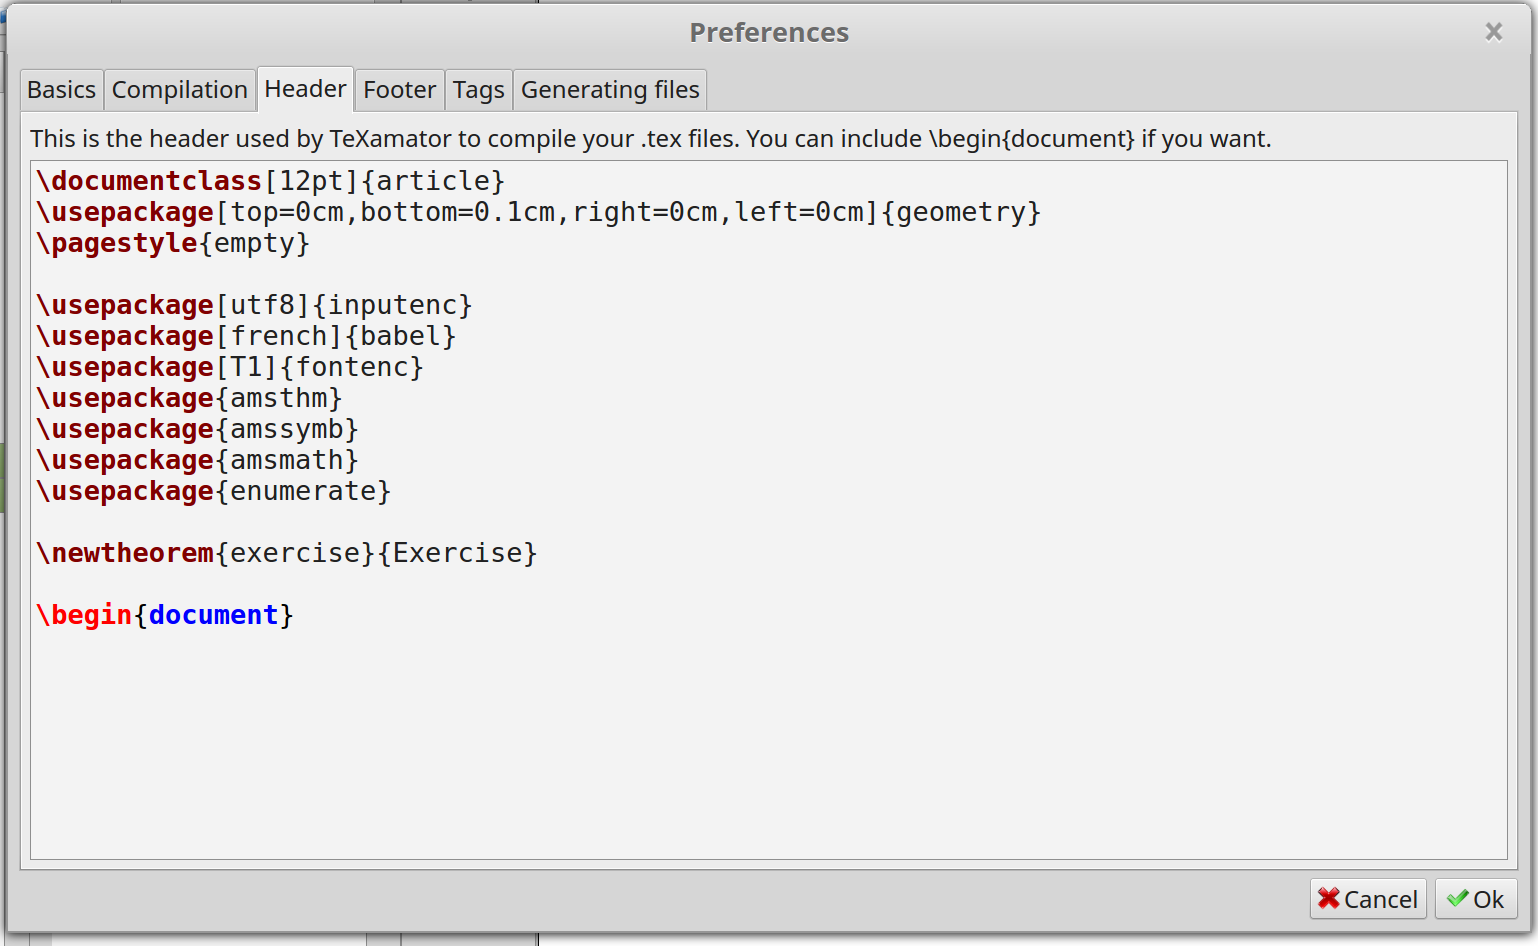 Preferences
Basics Compilation Header Footer Tags Generating files
This is the header used by TeXamator to compile your .tex files. You can include \begin{document} if you want.
\documentclass[12pt]{article}
\usepackage[top=0cm,bottom=0.1cm,right=0cm,left=0cm]{geometry}
\pagestyle{empty}
\usepackage[utf8]{inputenc}
\usepackage[french]{babel}
\usepackage[T1]{fontenc}
\usepackage{amsthm}
\usepackage{amssymb}
\usepackage{amsmath}
\usepackage{enumerate}
\newtheorem{exercise}{Exercise}
\begin{document}
Cancel Ok